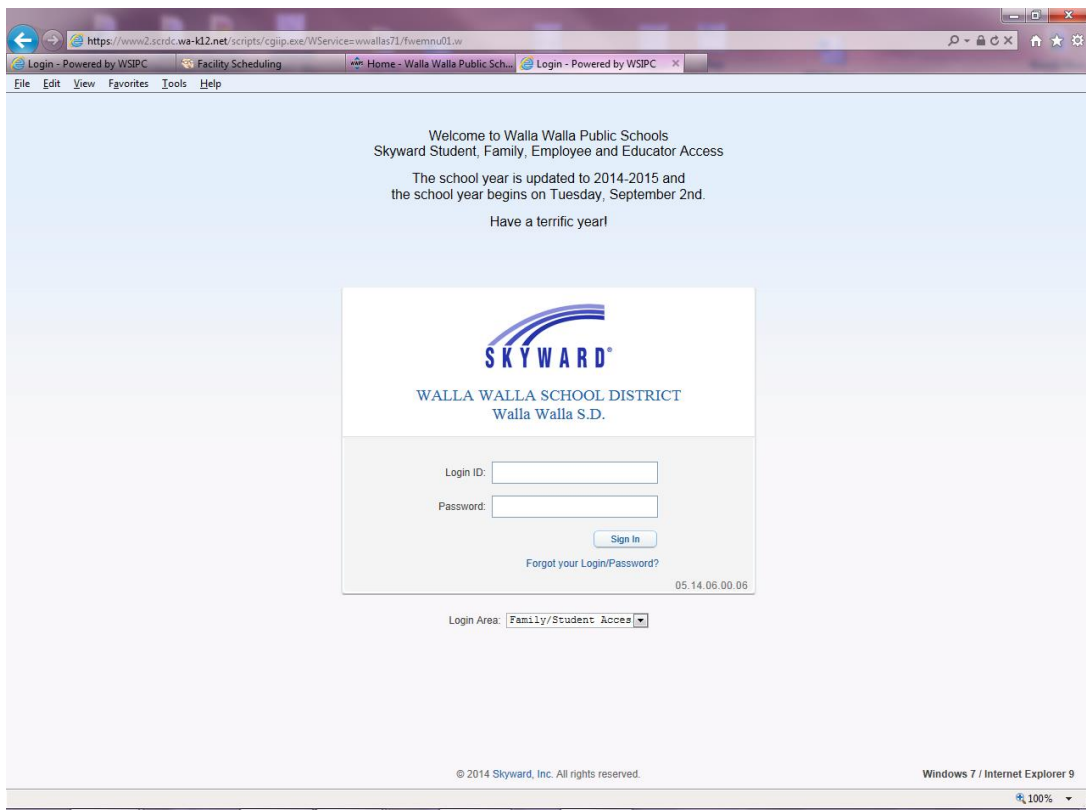 https://www2.scrdc.wa-k12.net/scripts/cgiip.exe/WService=wwallas71/fwemnu01.w
Login - Powered by WSIPC
Facility Scheduling
Home - Walla Walla Public Sch...
Login - Powered by WSIPC
File Edit View Favorites Tools Help
Welcome to Walla Walla Public Schools
Skyward Student, Family, Employee and Educator Access
The school year is updated to 2014-2015 and
the school year begins on Tuesday, September 2nd.
Have a terrific year!
SKYWARD®
WALLA WALLA SCHOOL DISTRICT
Walla Walla S.D.
Login ID:
Password:
Sign In
Forgot your Login/Password?
05.14.06.00.06
Login Area: Family/Student Acces
© 2014 Skyward, Inc. All rights reserved.
Windows 7 / Internet Explorer 9
100%